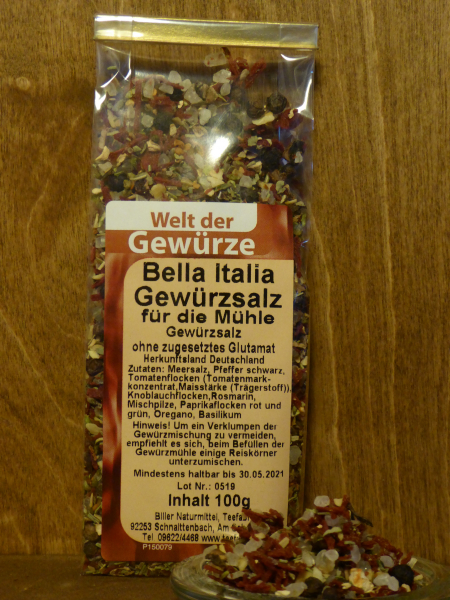 Welt der
Gewürze
Bella Italia
Gewürzsalz
für die Mühle
Gewürzsalz
ohne zugesetztes Glutamat
Herkunftsland Deutschland
Zutaten: Meersalz, Pfeffer schwarz,
Tomatenflocken (Tomatenmark-
konzentrat,Maisstärke (Trägerstoff)),
Knoblauchflocken,Rosmarin,
Mischpilze, Paprikaflocken rot und
grün, Oregano, Basilikum
Hinweis! Um ein Verklumpen der
Gewürzmischung zu vermeiden,
empfiehlt es sich, beim Befüllen der
Gewürzmühle einige Reiskörner
unterzumischen.
Mindestens haltbar bis 30.05.2021
Lot Nr.: 0519
Inhalt 100g
Biller Naturmittel,
92253 Schnaittenbach, Am
Tel. 09622/4468
P150079